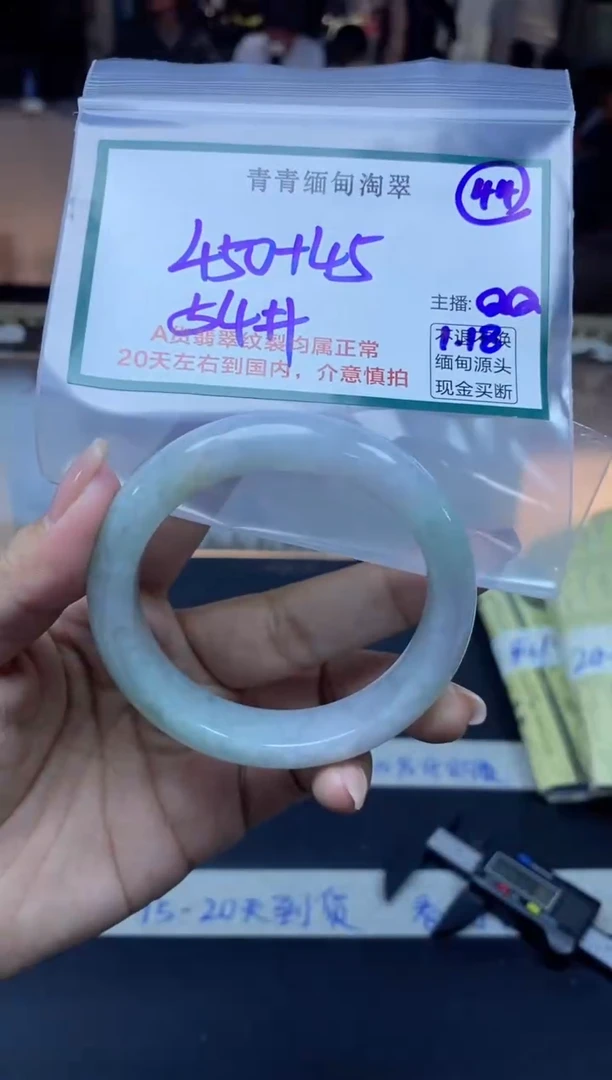 青青缅甸淘翠
44
450+45
54#
主播: QQ
1.18
A货翡翠纹裂均属正常
20天左右到国内，介意慎拍
不退不换
缅甸源头
现金买断
15-20天到货